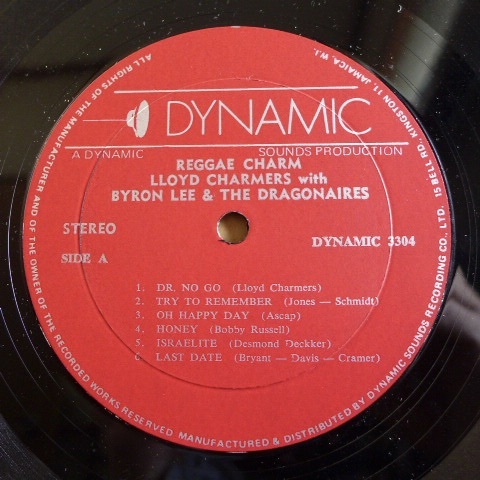 DYNAMIC
A DYNAMIC SOUNDS PRODUCTION
REGGAE CHARM
LLOYD CHARMERS with
BYRON LEE & THE DRAGONAIRES
STEREO
DYNAMIC 3304
SIDE A
1. DR. NO GO (Lloyd Charmers)
2. TRY TO REMEMBER (Jones — Schmidt)
3. OH HAPPY DAY (Ascap)
4. HONEY (Bobby Russell)
5. ISRAELITE (Desmond Deckker)
6. LAST DATE (Bryant — Davis — Cramer)
ALL RIGHTS OF THE MANUFACTURER AND OF THE OWNER OF THE RECORDED WORKS RESERVED MANUFACTURED & DISTRIBUTED BY DYNAMIC SOUNDS RECORDING CO., LTD. 15 BELL RD, KINGSTON 11, JAMAICA, W.I.